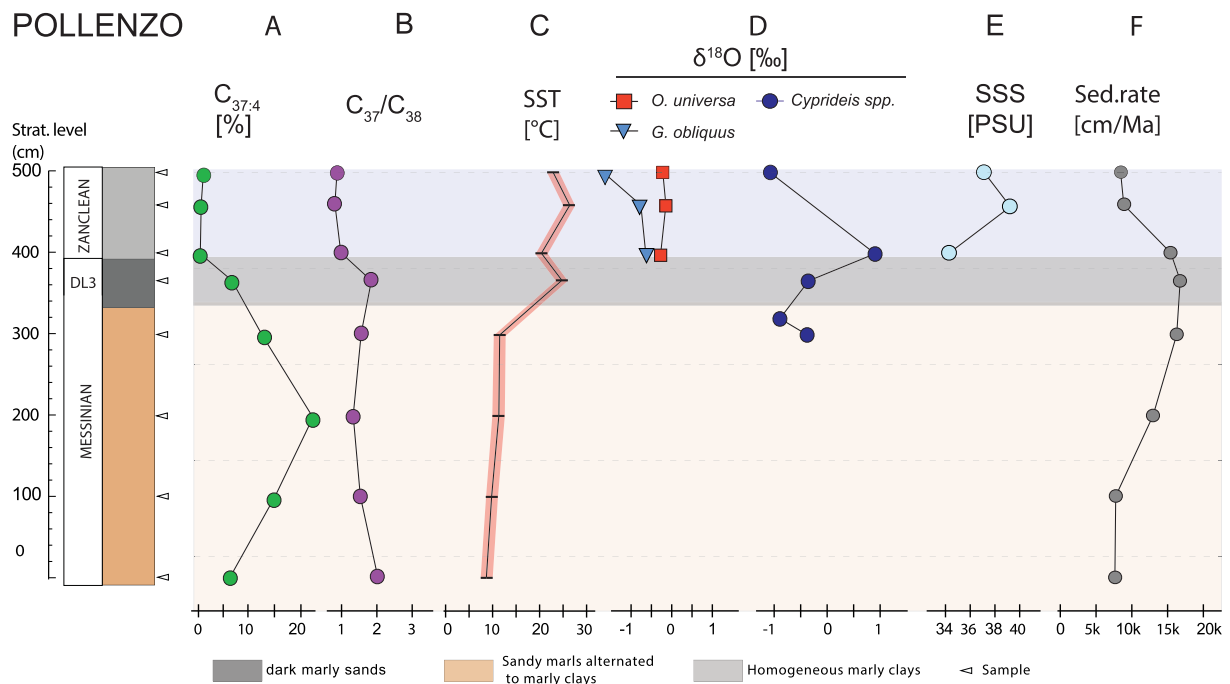 POLLENZO
A B C D E F
δ¹⁸O [‰]
C₃₇:₄
[%]
C₃₇/C₃₈
SST
[°C]
O. universa
Cyprideis spp.
G. obliquus
SSS
[PSU]
Sed.rate
[cm/Ma]
Strat. level
(cm)
500
400
300
200
100
0
ZANCLEAN
DL3
MESSINIAN
0 10 20
1 2 3
0 10 20 30
-1 0 1
-1 0 1
34 36 38 40
0 5k 10k 15k 20k
dark marly sands
Sandy marls alternated
to marly clays
Homogeneous marly clays
Sample